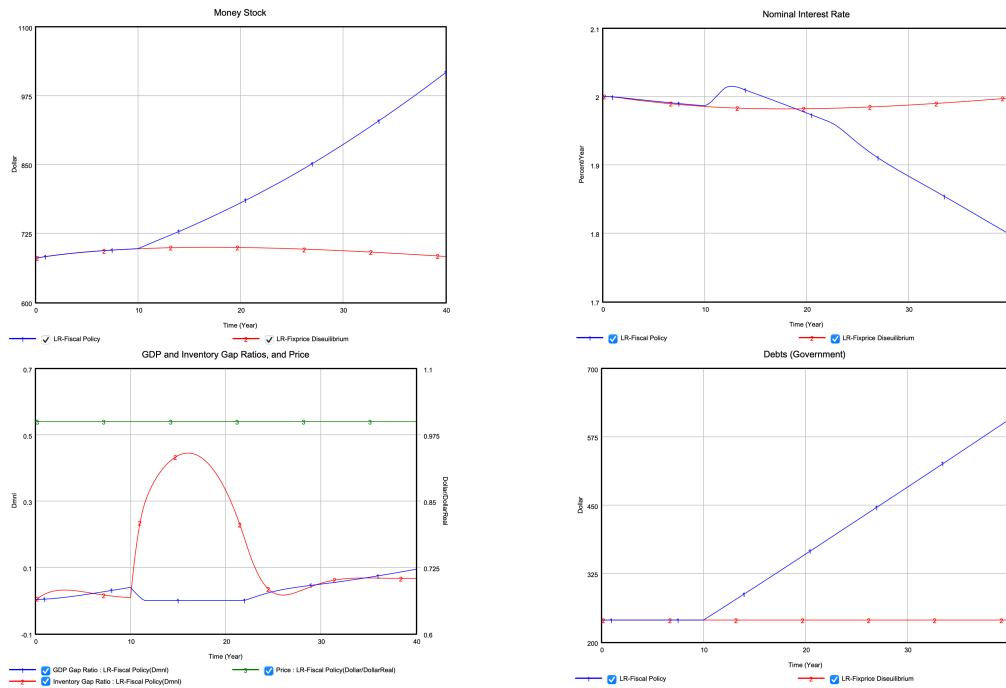 Money Stock
1100
975
850
725
600
Dollar
0 10 20 30 40
Time (Year)
LR-Fiscal Policy LR-Fixprice Diseuilibrium
Nominal Interest Rate
2.1
2
1.9
1.8
1.7
Percent/Year
0 10 20 30
Time (Year)
LR-Fiscal Policy LR-Fixprice Diseuilibrium
GDP and Inventory Gap Ratios, and Price
0.7 1.1
0.5 0.975
0.3 0.85
0.1 0.725
-0.1 0.6
Dmnl
Dollar/DollarReal
0 10 20 30 40
Time (Year)
GDP Gap Ratio : LR-Fiscal Policy(Dmnl) Price : LR-Fiscal Policy(Dollar/DollarReal)
Inventory Gap Ratio : LR-Fiscal Policy(Dmnl)
Debts (Government)
700
575
450
325
200
Dollar
0 10 20 30
Time (Year)
LR-Fiscal Policy LR-Fixprice Diseuilibrium